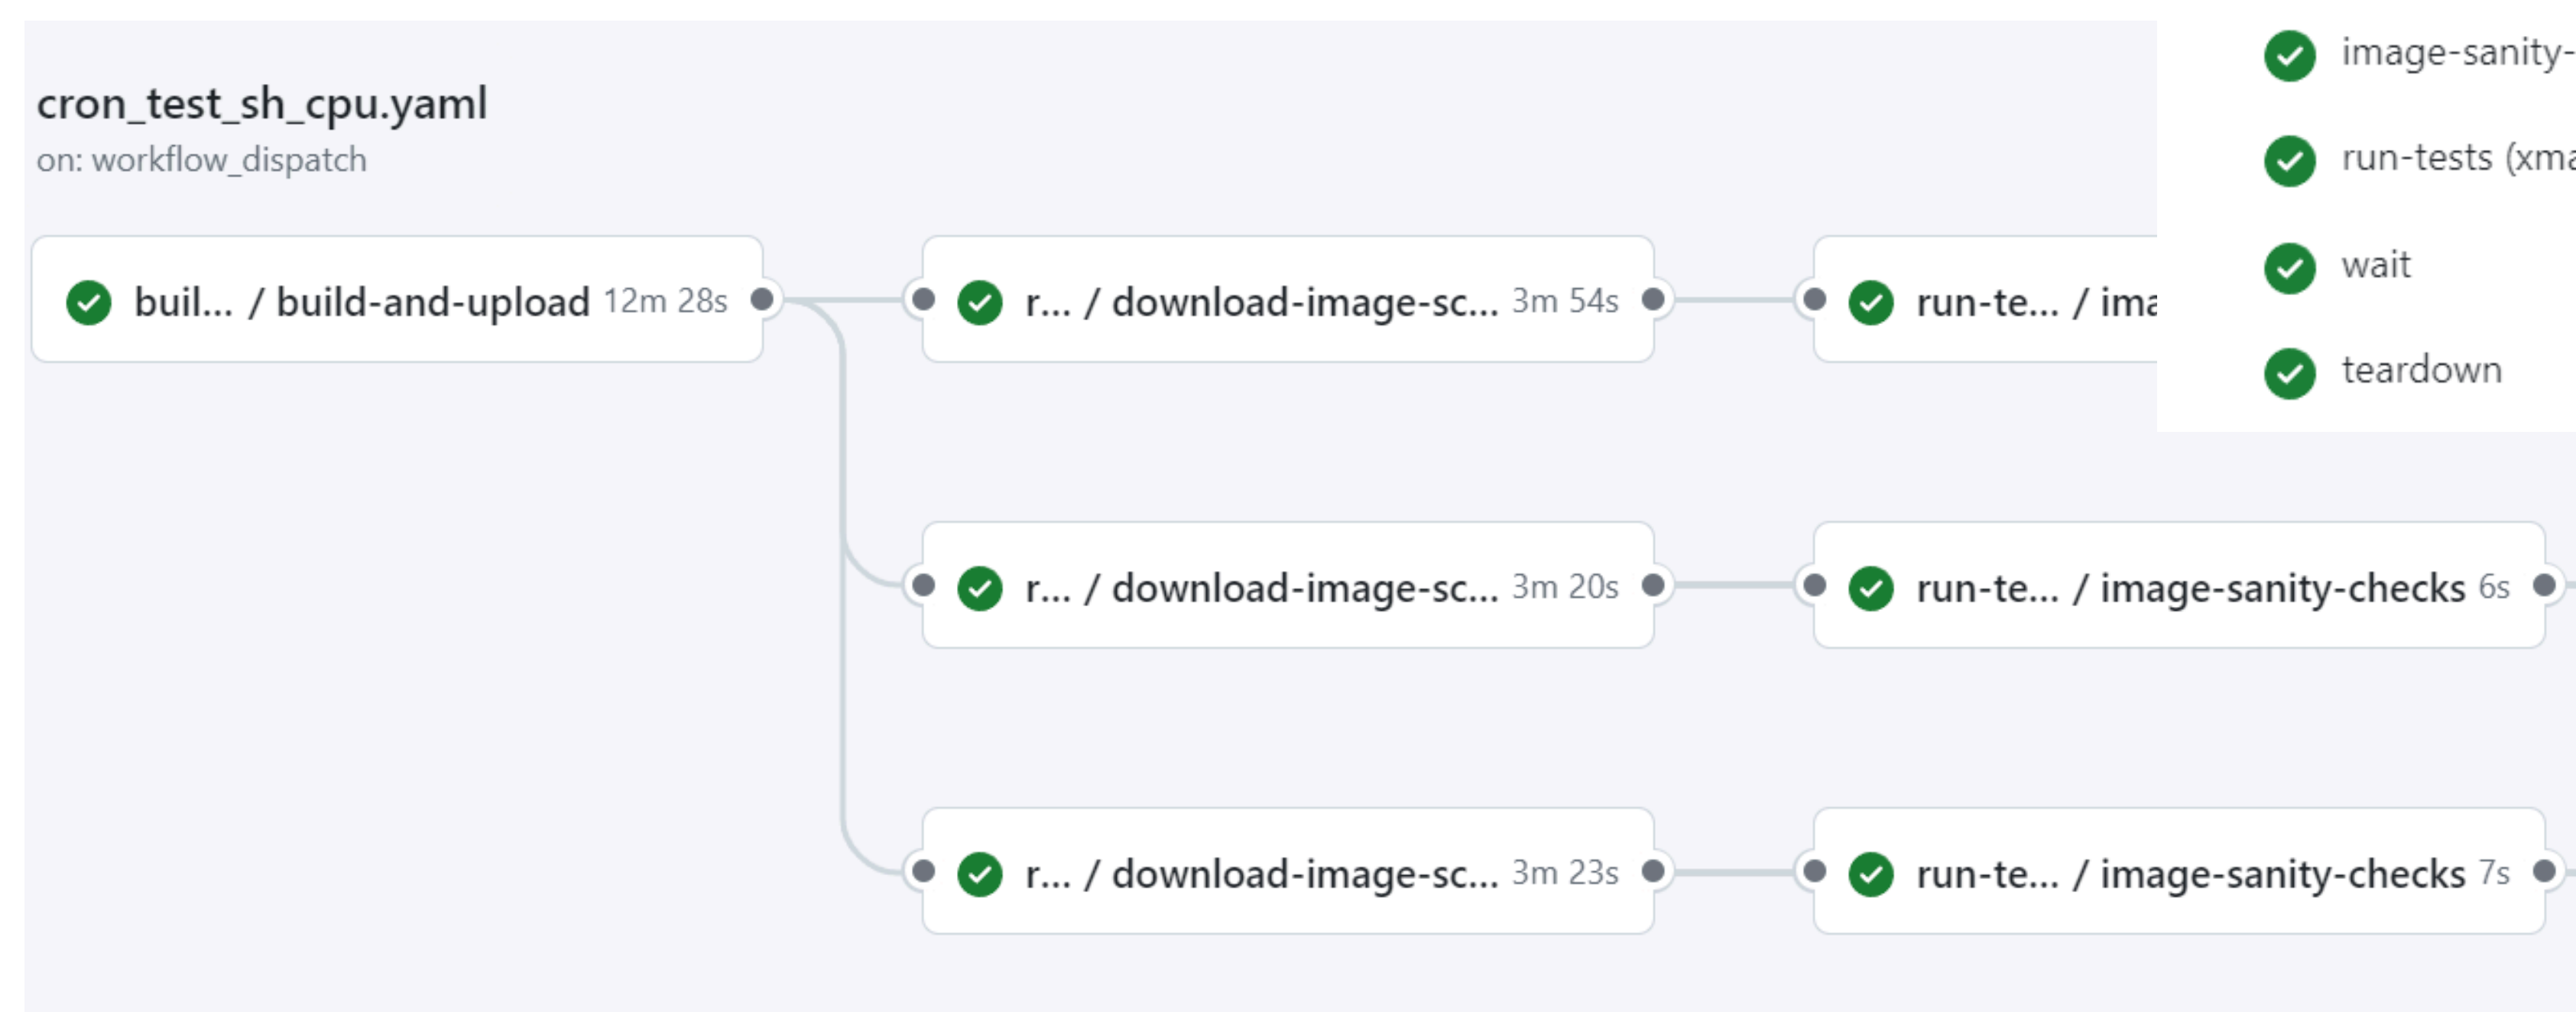 cron_test_sh_cpu.yaml
on: workflow_dispatch
buil... / build-and-upload 12m 28s
r... / download-image-sc... 3m 54s
run-te... / ima
image-sanity-
run-tests (xma
wait
teardown
r... / download-image-sc... 3m 20s
run-te... / image-sanity-checks 6s
r... / download-image-sc... 3m 23s
run-te... / image-sanity-checks 7s